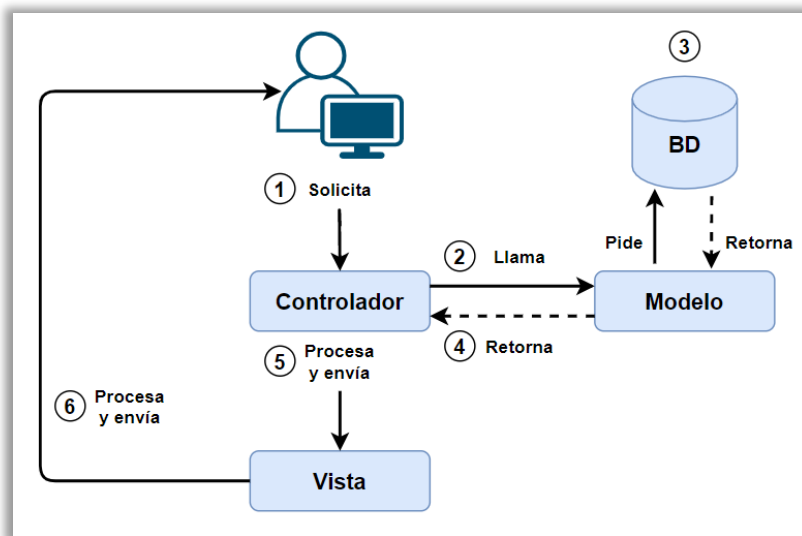 3
BD
1 Solicita
Pide
Retorna
2 Llama
Controlador
Modelo
4 Retorna
5 Procesa
y envía
6 Procesa
y envía
Vista